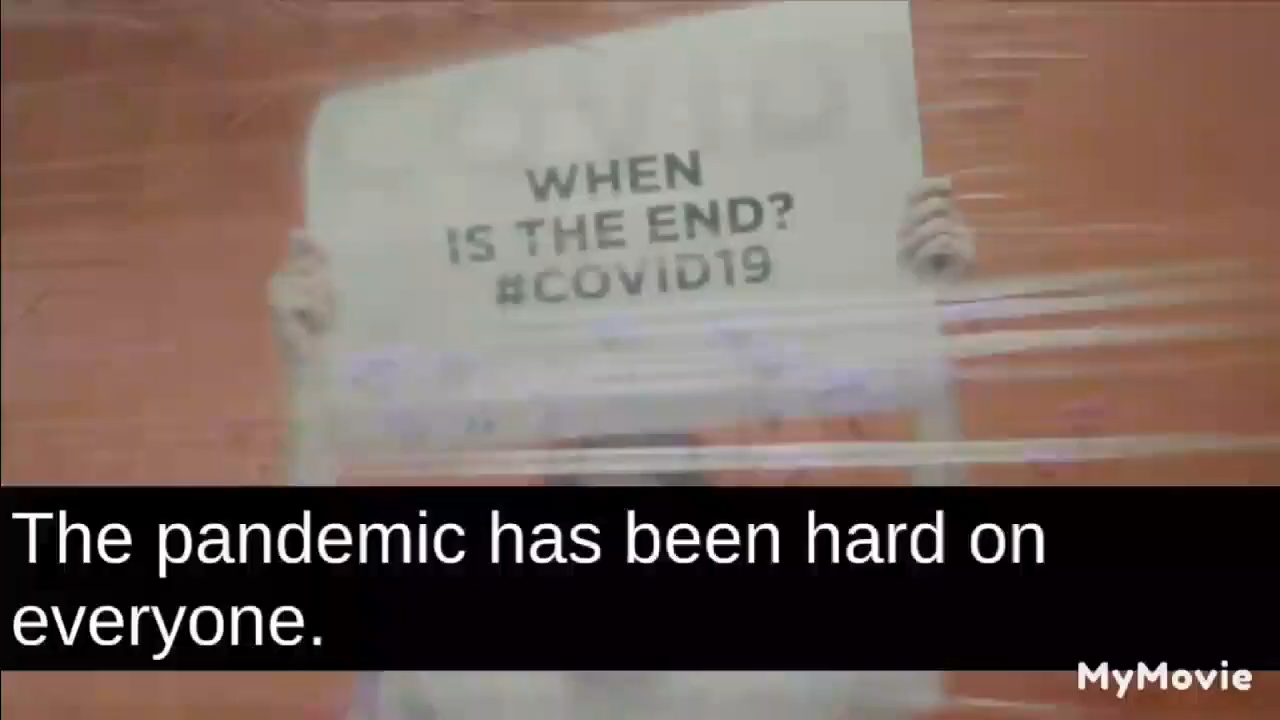 WHEN
IS THE END?
#COVID19
The pandemic has been hard on
everyone.
MyMovie